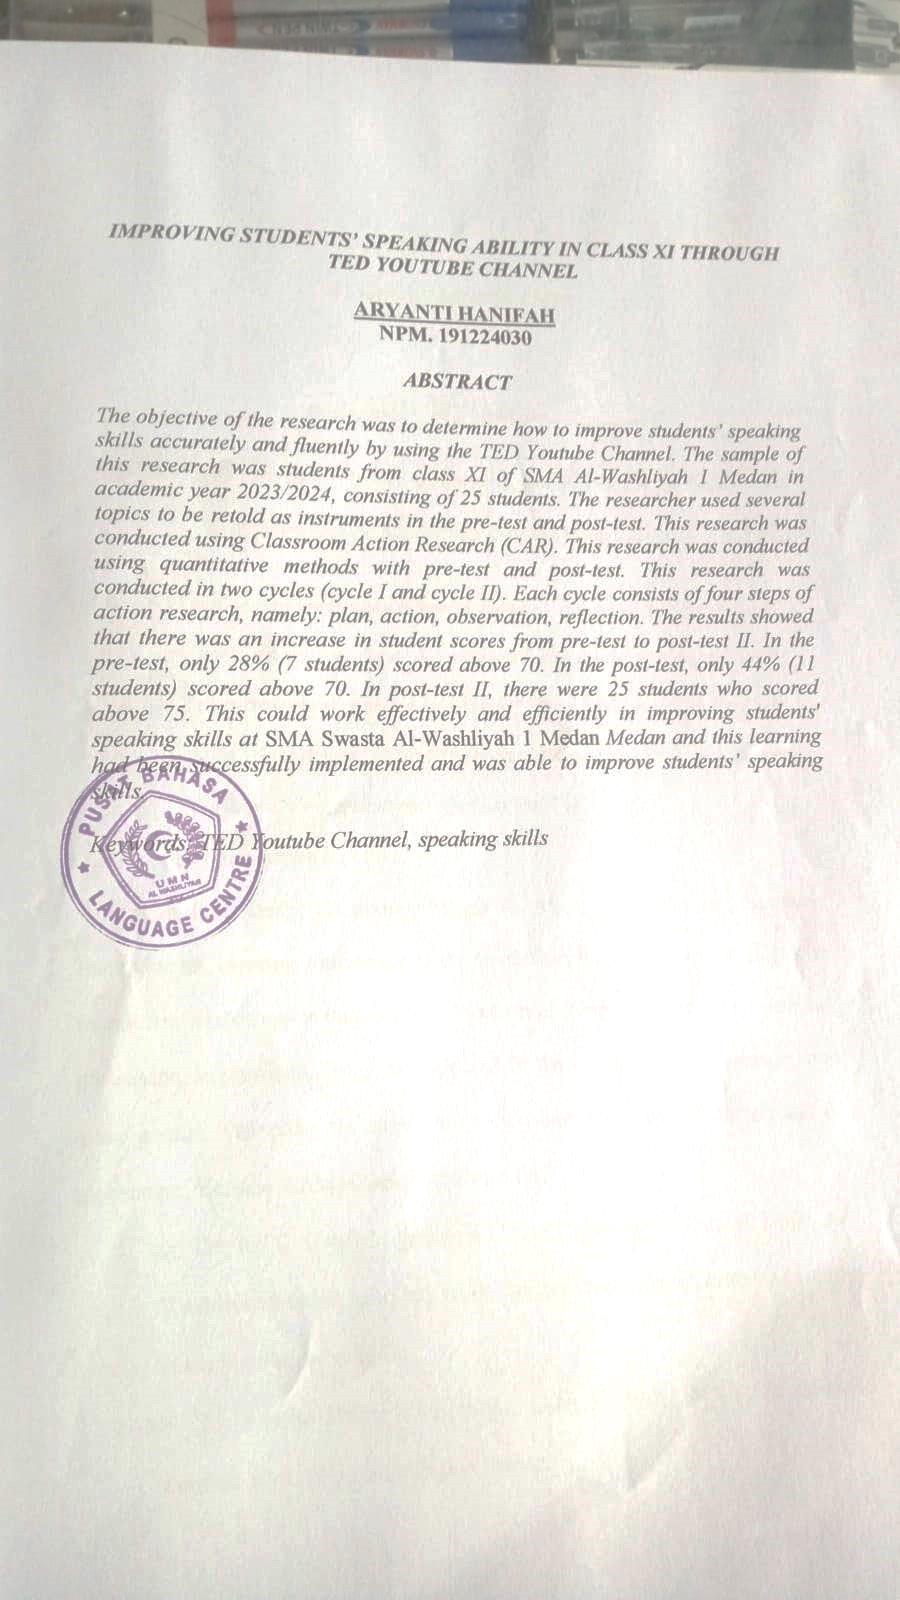 IMPROVING STUDENTS' SPEAKING ABILITY IN CLASS XI THROUGH
TED YOUTUBE CHANNEL
ARYANTI HANIFAH
NPM. 191224030
ABSTRACT
The objective of the research was to determine how to improve students' speaking
skills accurately and fluently by using the TED Youtube Channel. The sample of
this research was students from class XI of SMA Al-Washliyah 1 Medan in
academic year 2023/2024, consisting of 25 students. The researcher used several
topics to be retold as instruments in the pre-test and post-test. This research was
conducted using Classroom Action Research (CAR). This research was conducted
using quantitative methods with pre-test and post-test. This research was
conducted in two cycles (cycle I and cycle II). Each cycle consists of four steps of
action research, namely: plan, action, observation, reflection. The results showed
that there was an increase in student scores from pre-test to post-test II. In the
pre-test, only 28% (7 students) scored above 70. In the post-test, only 44% (11
students) scored above 70. In post-test II, there were 25 students who scored
above 75. This could work effectively and efficiently in improving students'
speaking skills at SMA Swasta Al-Washliyah 1 Medan Medan and this learning
had been successfully implemented and was able to improve students' speaking
skills.
Keywords: TED Youtube Channel, speaking skills
PUSAT BAHASA
UMN
AL WASHLIYAH
LANGUAGE CENTRE